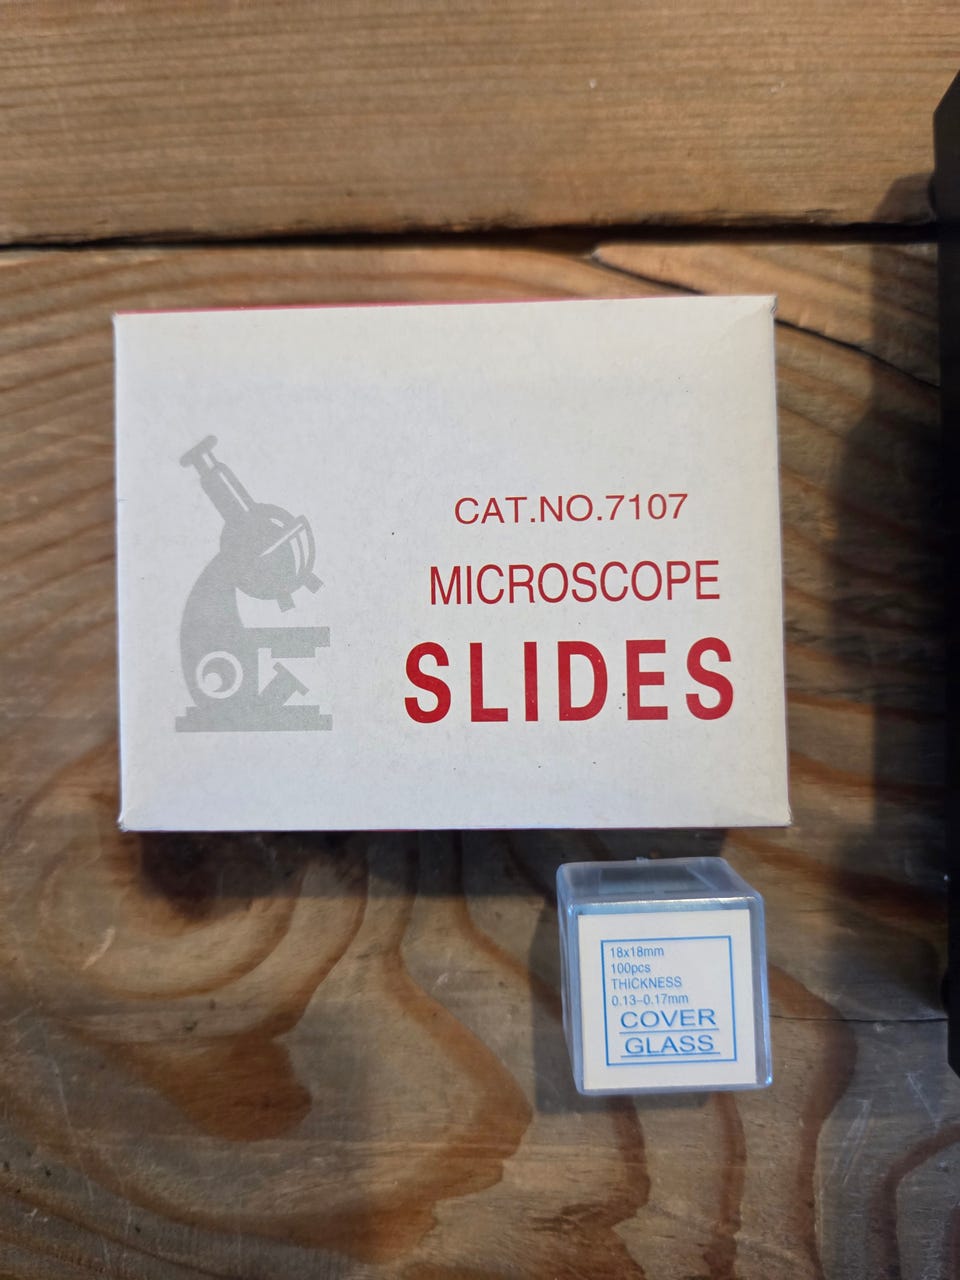 CAT.NO.7107
MICROSCOPE
SLIDES
18x18mm
100pcs
THICKNESS
0.13-0.17mm
COVER
GLASS